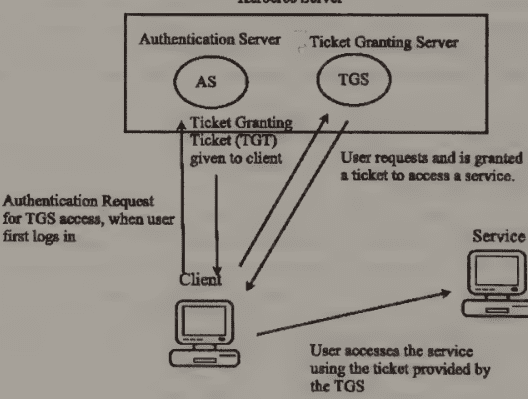 Authentication Server
Ticket Granting Server
AS
TGS
Ticket Granting
Ticket (TGT)
given to client
User requests and is granted
a ticket to access a service.
Authentication Request
for TGS access, when user
first logs in
Client
Service
User accesses the service
using the ticket provided by
the TGS